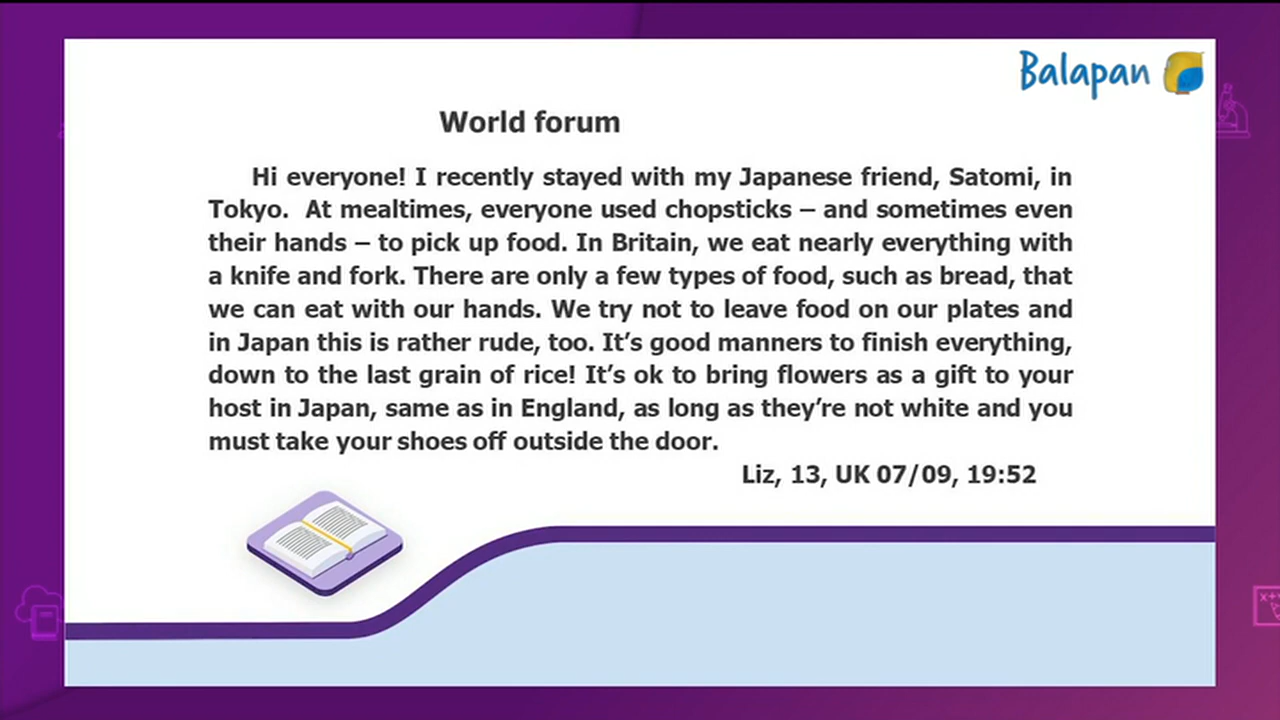 Balapan
World forum
Hi everyone! I recently stayed with my Japanese friend, Satomi, in
Tokyo. At mealtimes, everyone used chopsticks – and sometimes even
their hands – to pick up food. In Britain, we eat nearly everything with
a knife and fork. There are only a few types of food, such as bread, that
we can eat with our hands. We try not to leave food on our plates and
in Japan this is rather rude, too. It’s good manners to finish everything,
down to the last grain of rice! It’s ok to bring flowers as a gift to your
host in Japan, same as in England, as long as they’re not white and you
must take your shoes off outside the door.
Liz, 13, UK 07/09, 19:52